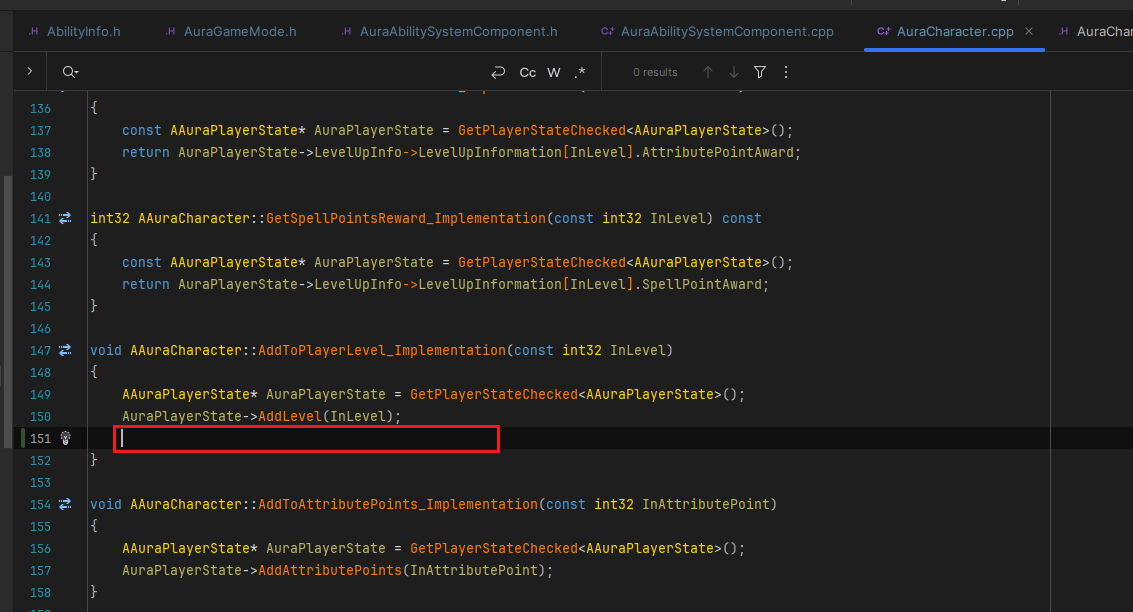 AbilityInfo.h AuraGameMode.h AuraAbilitySystemComponent.h AuraAbilitySystemComponent.cpp AuraCharacter.cpp
Cc W .* 0 results
136 {
137 const AAuraPlayerState* AuraPlayerState = GetPlayerStateChecked<AAuraPlayerState>();
138 return AuraPlayerState->LevelUpInfo->LevelUpInformation[InLevel].AttributePointAward;
139 }
140
141 int32 AAuraCharacter::GetSpellPointsReward_Implementation(const int32 InLevel) const
142 {
143 const AAuraPlayerState* AuraPlayerState = GetPlayerStateChecked<AAuraPlayerState>();
144 return AuraPlayerState->LevelUpInfo->LevelUpInformation[InLevel].SpellPointAward;
145 }
146
147 void AAuraCharacter::AddToPlayerLevel_Implementation(const int32 InLevel)
148 {
149 AAuraPlayerState* AuraPlayerState = GetPlayerStateChecked<AAuraPlayerState>();
150 AuraPlayerState->AddLevel(InLevel);
151
152 }
153
154 void AAuraCharacter::AddToAttributePoints_Implementation(const int32 InAttributePoint)
155 {
156 AAuraPlayerState* AuraPlayerState = GetPlayerStateChecked<AAuraPlayerState>();
157 AuraPlayerState->AddAttributePoints(InAttributePoint);
158 }